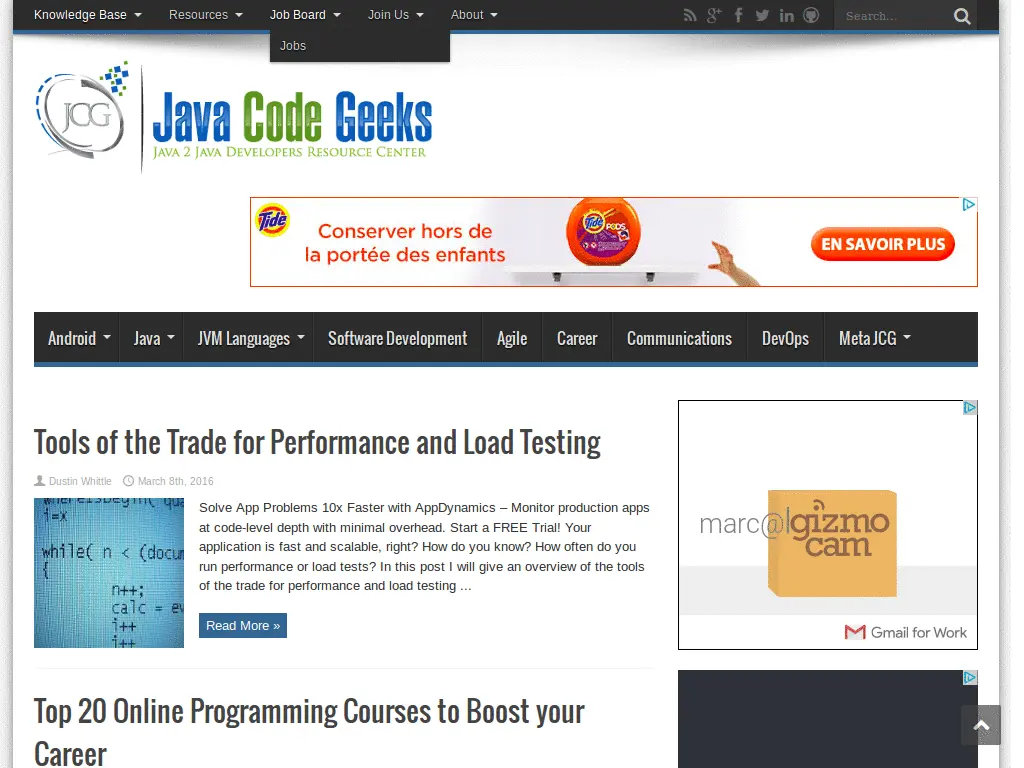 Knowledge Base Resources Job Board Join Us About Search...
Jobs
JCG
Java Code Geeks
Java 2 Java Developers Resource Center
Tide
Conserver hors de
la portée des enfants
Tide PODS
EN SAVOIR PLUS
Android Java JVM Languages Software Development Agile Career Communications DevOps Meta JCG
Tools of the Trade for Performance and Load Testing
Dustin Whittle March 8th, 2016
Solve App Problems 10x Faster with AppDynamics – Monitor production apps
at code-level depth with minimal overhead. Start a FREE Trial! Your
application is fast and scalable, right? How do you know? How often do you
run performance or load tests? In this post I will give an overview of the tools
of the trade for performance and load testing ...
Read More »
i=x
while( n < (docum
{
n++;
calc = ev
i++
i++
marc@
gizmo
cam
Gmail for Work
Top 20 Online Programming Courses to Boost your
Career